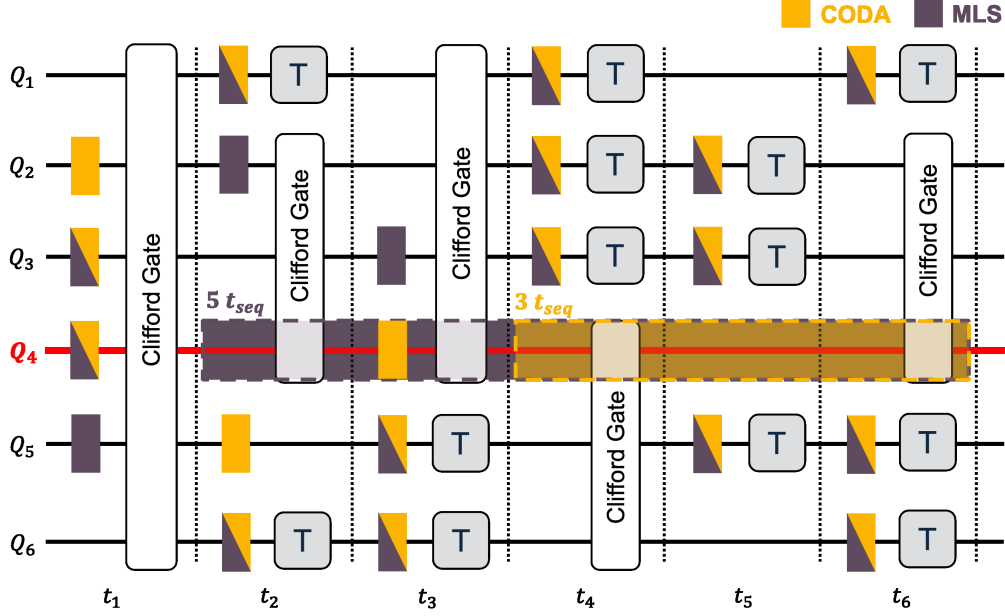 CODA MLS
Q1 T T T
Q2 T T
Q3 T T
5 tseq 3 tseq
Q4
Q5 T T T
Q6 T T T
Clifford Gate
Clifford Gate
Clifford Gate
Clifford Gate
Clifford Gate
t1 t2 t3 t4 t5 t6